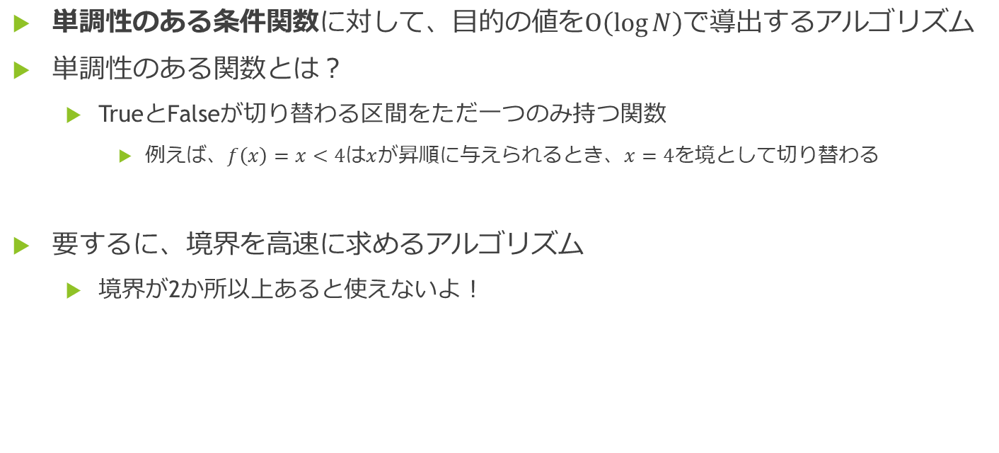 単調性のある条件関数に対して、目的の値をO(log N)で導出するアルゴリズム
単調性のある関数とは？
TrueとFalseが切り替わる区間をただ一つのみ持つ関数
例えば、f(x) = x < 4はxが昇順に与えられるとき、x = 4を境として切り替わる
要するに、境界を高速に求めるアルゴリズム
境界が2か所以上あると使えないよ！